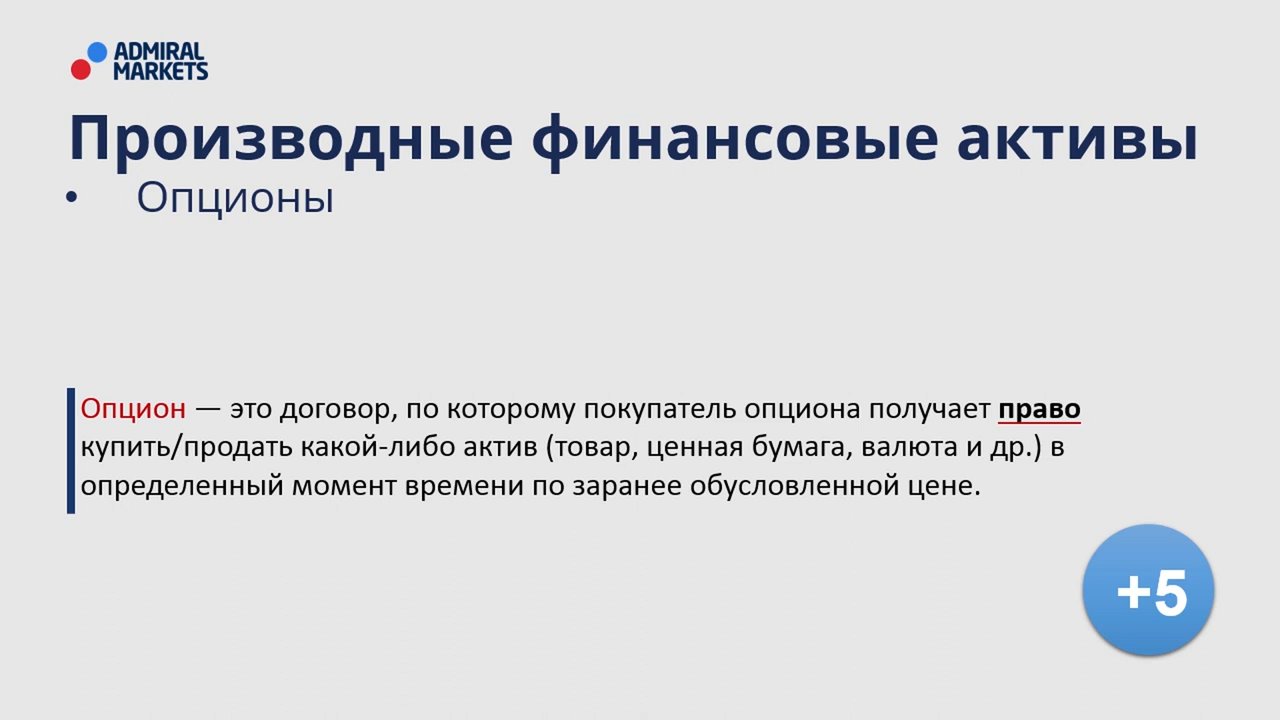 ADMIRAL
MARKETS
Производные финансовые активы
• Опционы
Опцион — это договор, по которому покупатель опциона получает право
купить/продать какой-либо актив (товар, ценная бумага, валюта и др.) в
определенный момент времени по заранее обусловленной цене.
+5